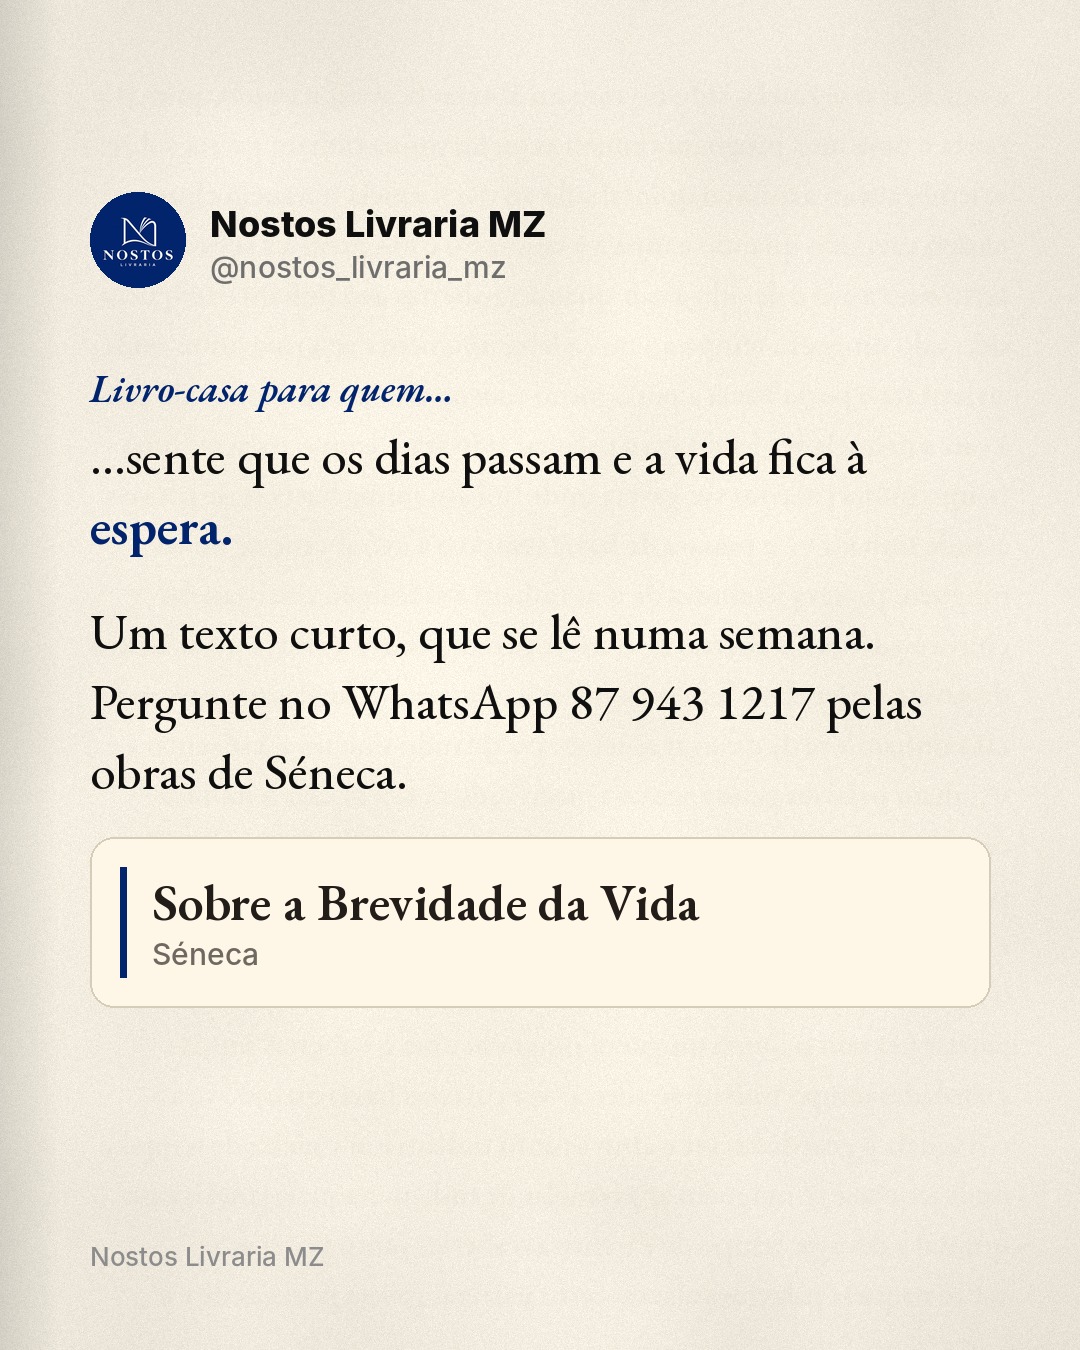 NOSTOS
LIVRARIA
Nostos Livraria MZ
@nostos_livraria_mz
Livro-casa para quem...
...sente que os dias passam e a vida fica à
espera.
Um texto curto, que se lê numa semana.
Pergunte no WhatsApp 87 943 1217 pelas
obras de Séneca.
Sobre a Brevidade da Vida
Séneca
Nostos Livraria MZ